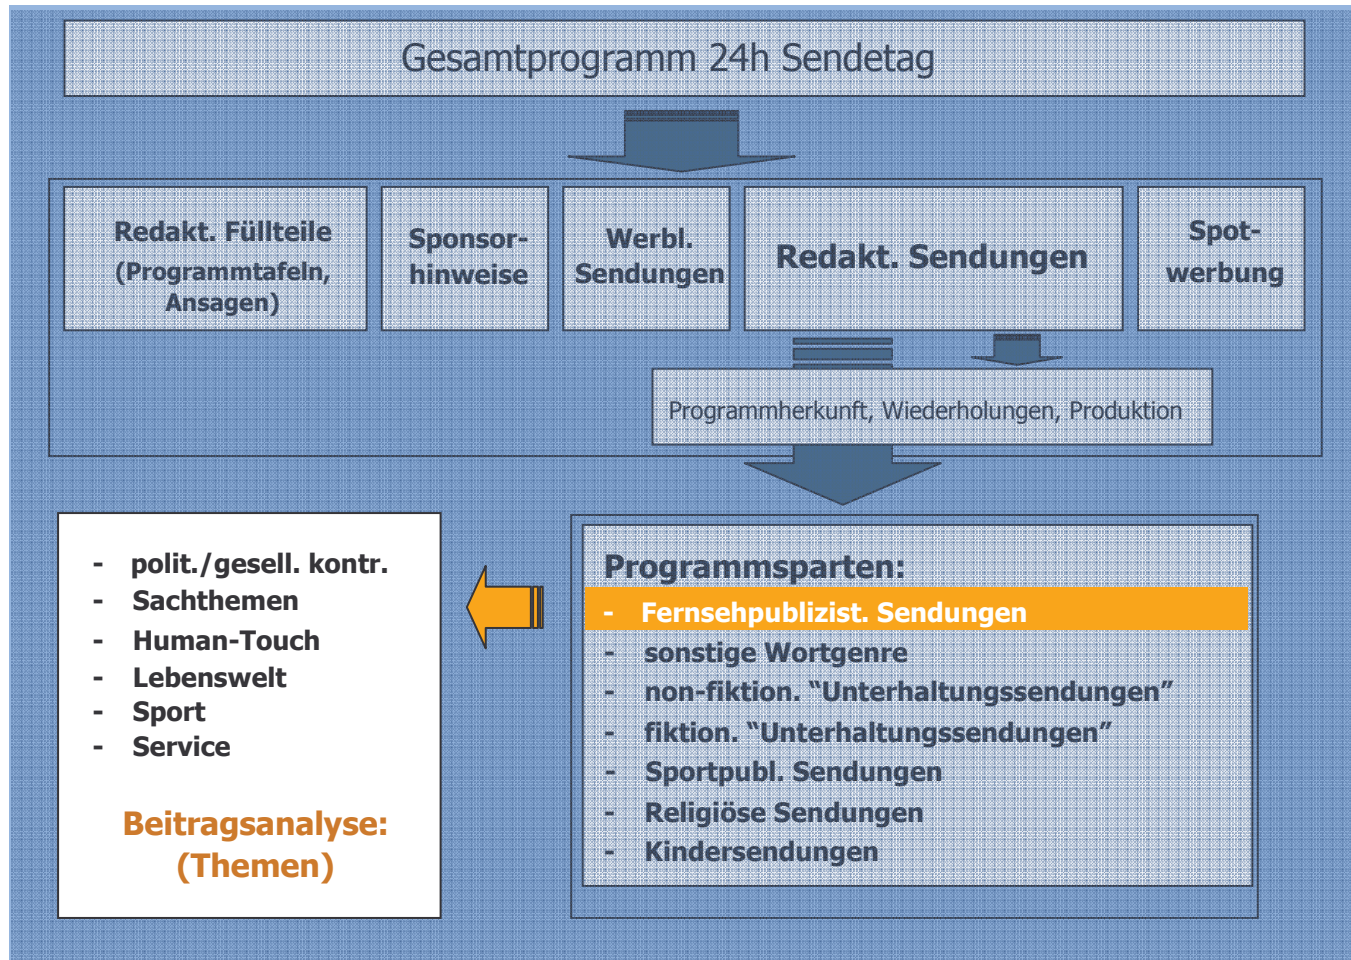 Gesamtprogramm 24h Sendetag
Redakt. Füllteile
(Programmtafeln,
Ansagen)
Sponsor-
hinweise
Werbl.
Sendungen
Redakt. Sendungen
Spot-
werbung
Programmherkunft, Wiederholungen, Produktion
- polit./gesell. kontr.
- Sachthemen
- Human-Touch
- Lebenswelt
- Sport
- Service
Beitragsanalyse:
(Themen)
Programmsparten:
- Fernsehpublizist. Sendungen
- sonstige Wortgenre
- non-fiktion. “Unterhaltungssendungen”
- fiktion. “Unterhaltungssendungen”
- Sportpubl. Sendungen
- Religiöse Sendungen
- Kindersendungen